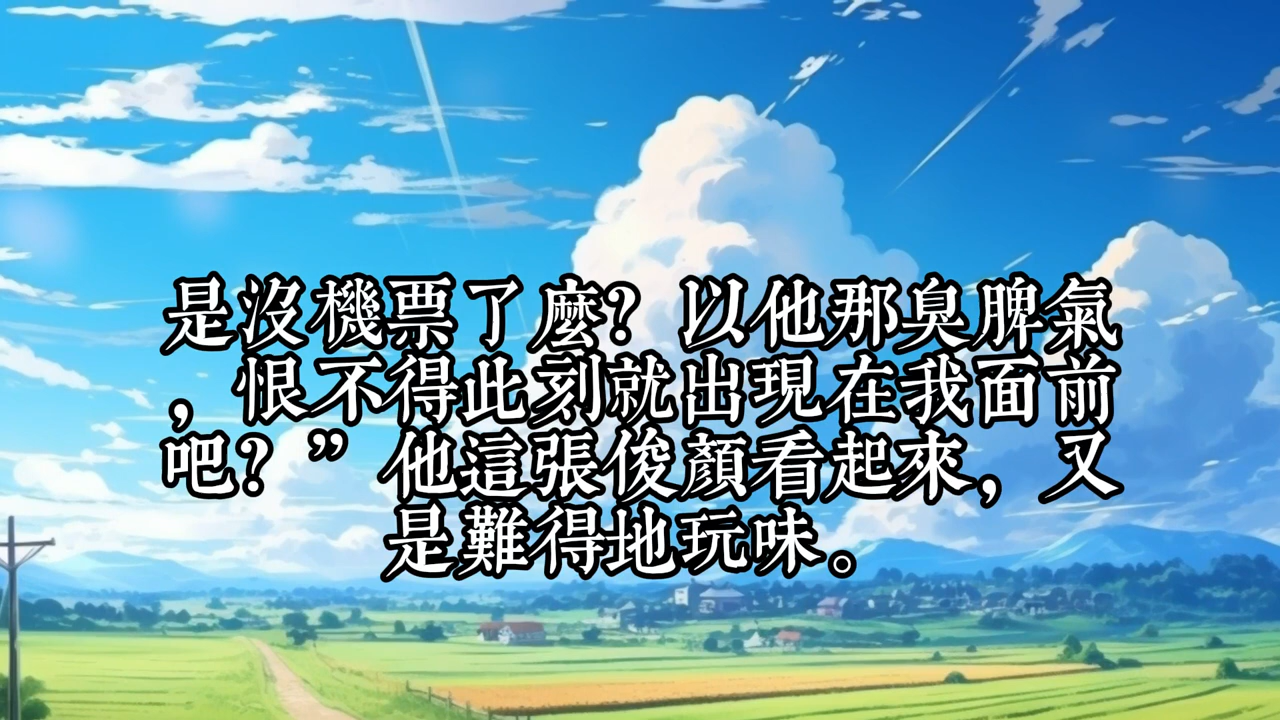 是沒機票了麼？以他那臭脾氣
，恨不得此刻就出現在我面前
吧？”他這張俊顏看起來，又
是難得地玩味。